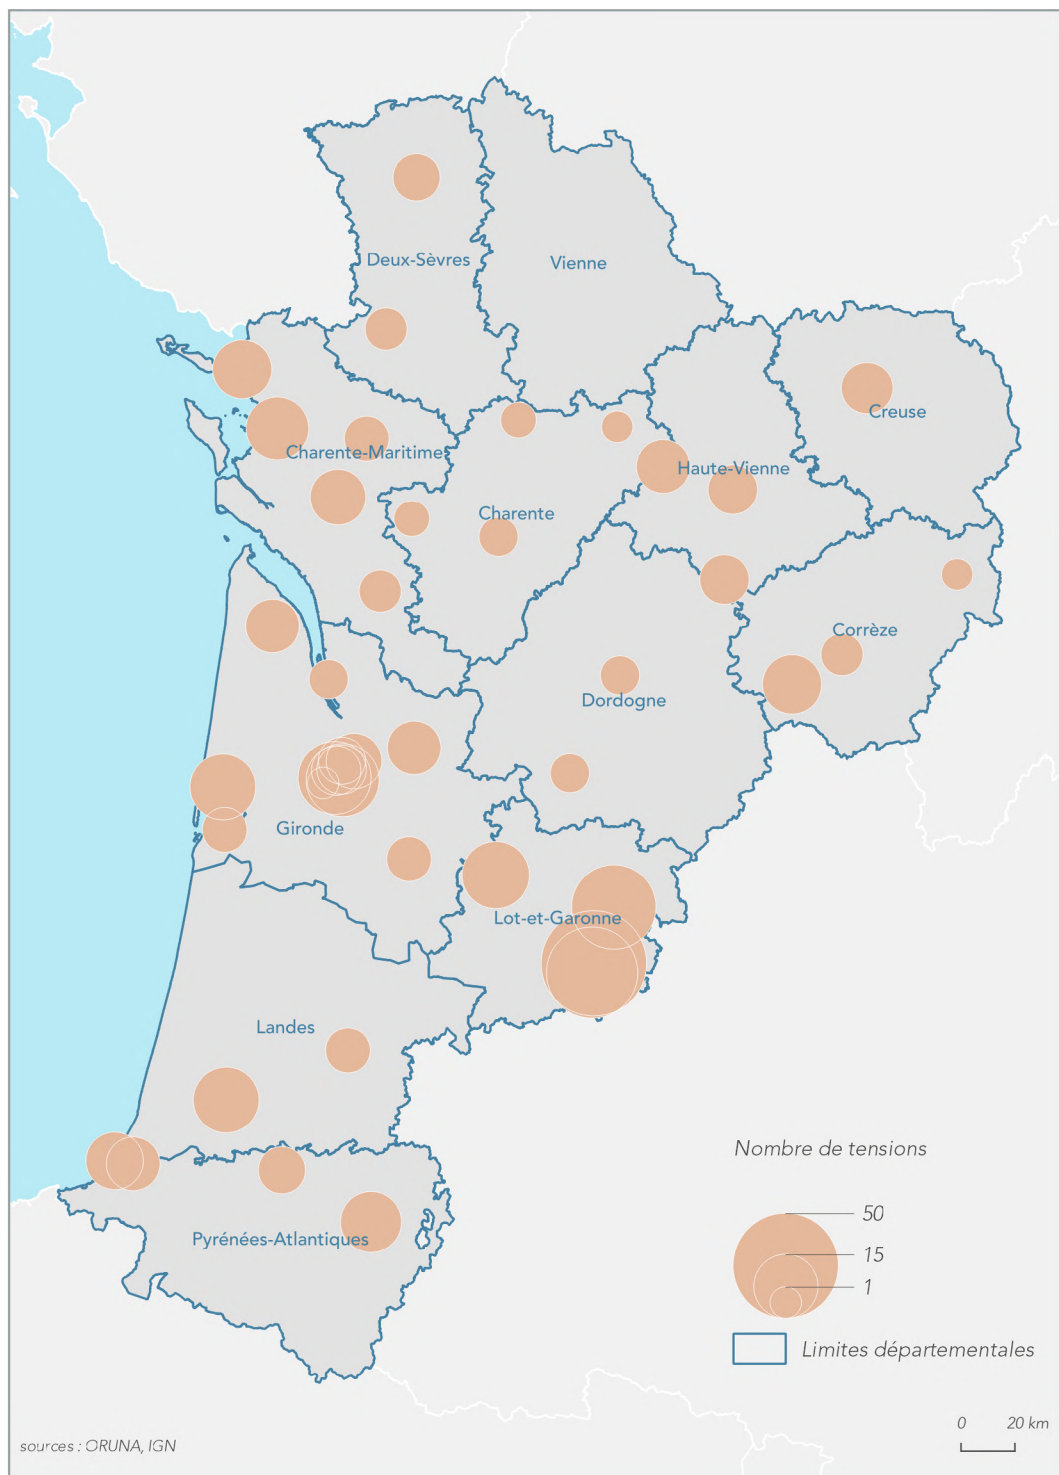 Deux-Sèvres
Vienne
Creuse
Charente-Maritime
Haute-Vienne
Charente
Corrèze
Dordogne
Gironde
Lot-et-Garonne
Landes
Pyrénées-Atlantiques
Nombre de tensions
50
15
1
Limites départementales
0 20 km
sources : ORUNA, IGN